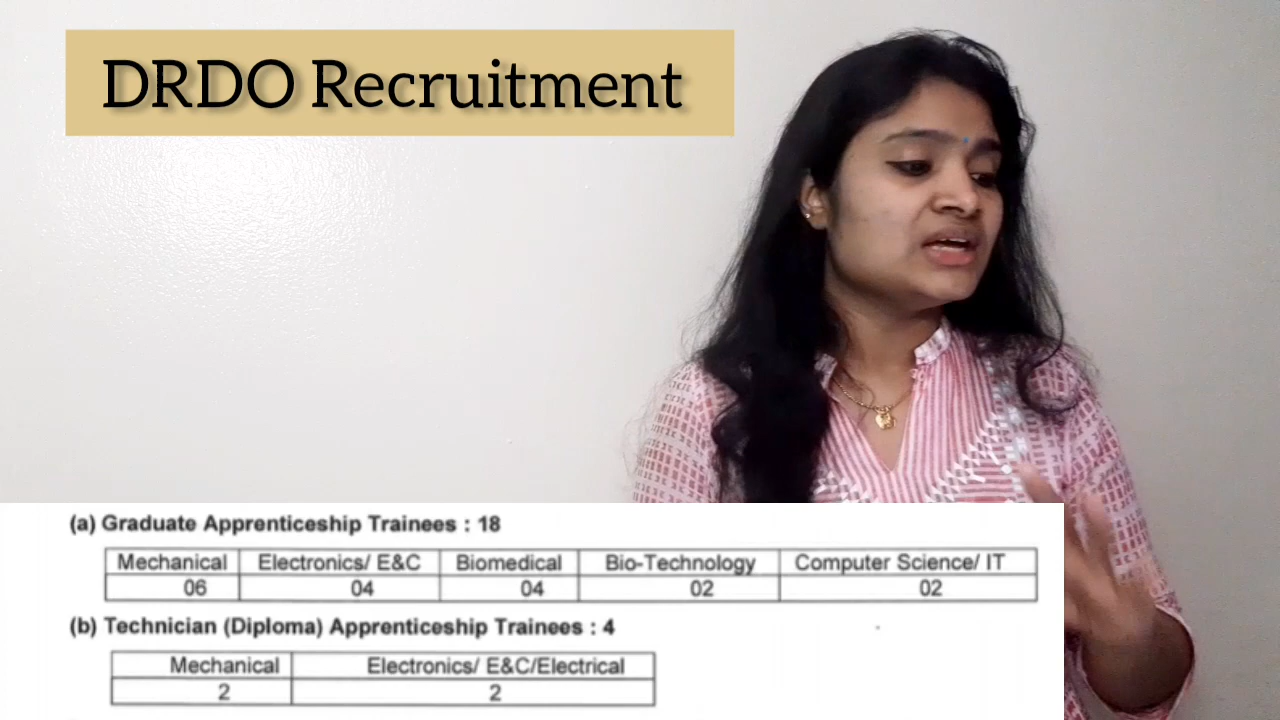 DRDO Recruitment
(a) Graduate Apprenticeship Trainees : 18
Mechanical Electronics/ E&C Biomedical Bio-Technology Computer Science/ IT
06 04 04 02 02
(b) Technician (Diploma) Apprenticeship Trainees : 4
Mechanical Electronics/ E&C/Electrical
2 2